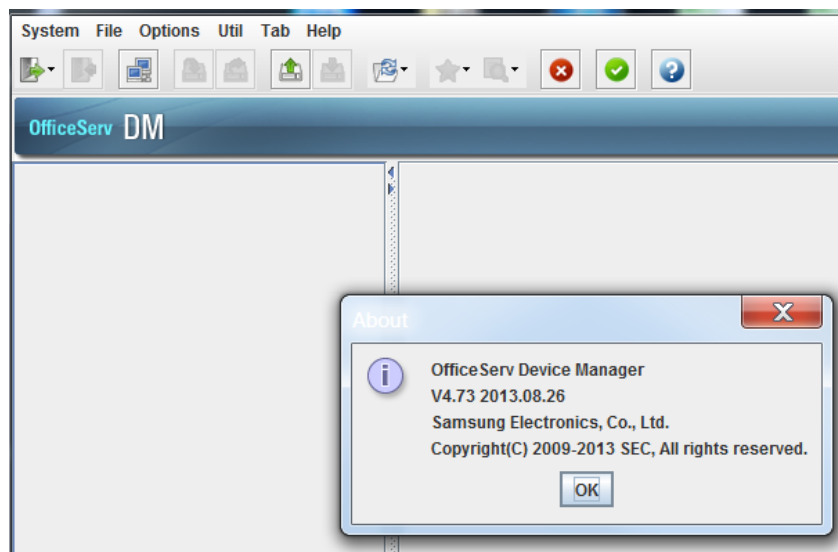 System File Options Util Tab Help
OfficeServ DM
About
OfficeServ Device Manager
V4.73 2013.08.26
Samsung Electronics, Co., Ltd.
Copyright(C) 2009-2013 SEC, All rights reserved.
OK